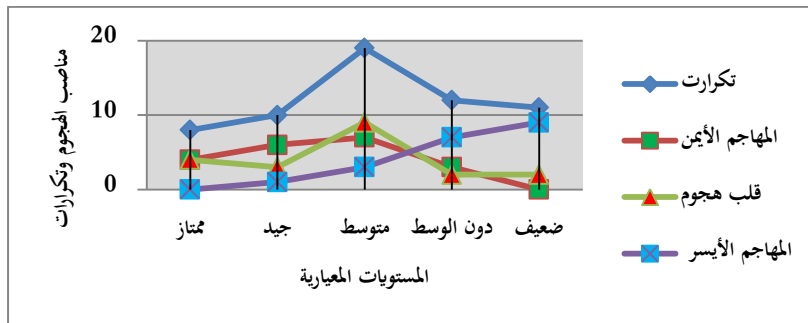 مناصب الهجوم وتكرارات
20
10
0
ممتاز
جيد
متوسط
دون الوسط
ضعيف
المستويات المعيارية
تكرارت
المهاجم الأيمن
قلب هجوم
المهاجم الأيسر